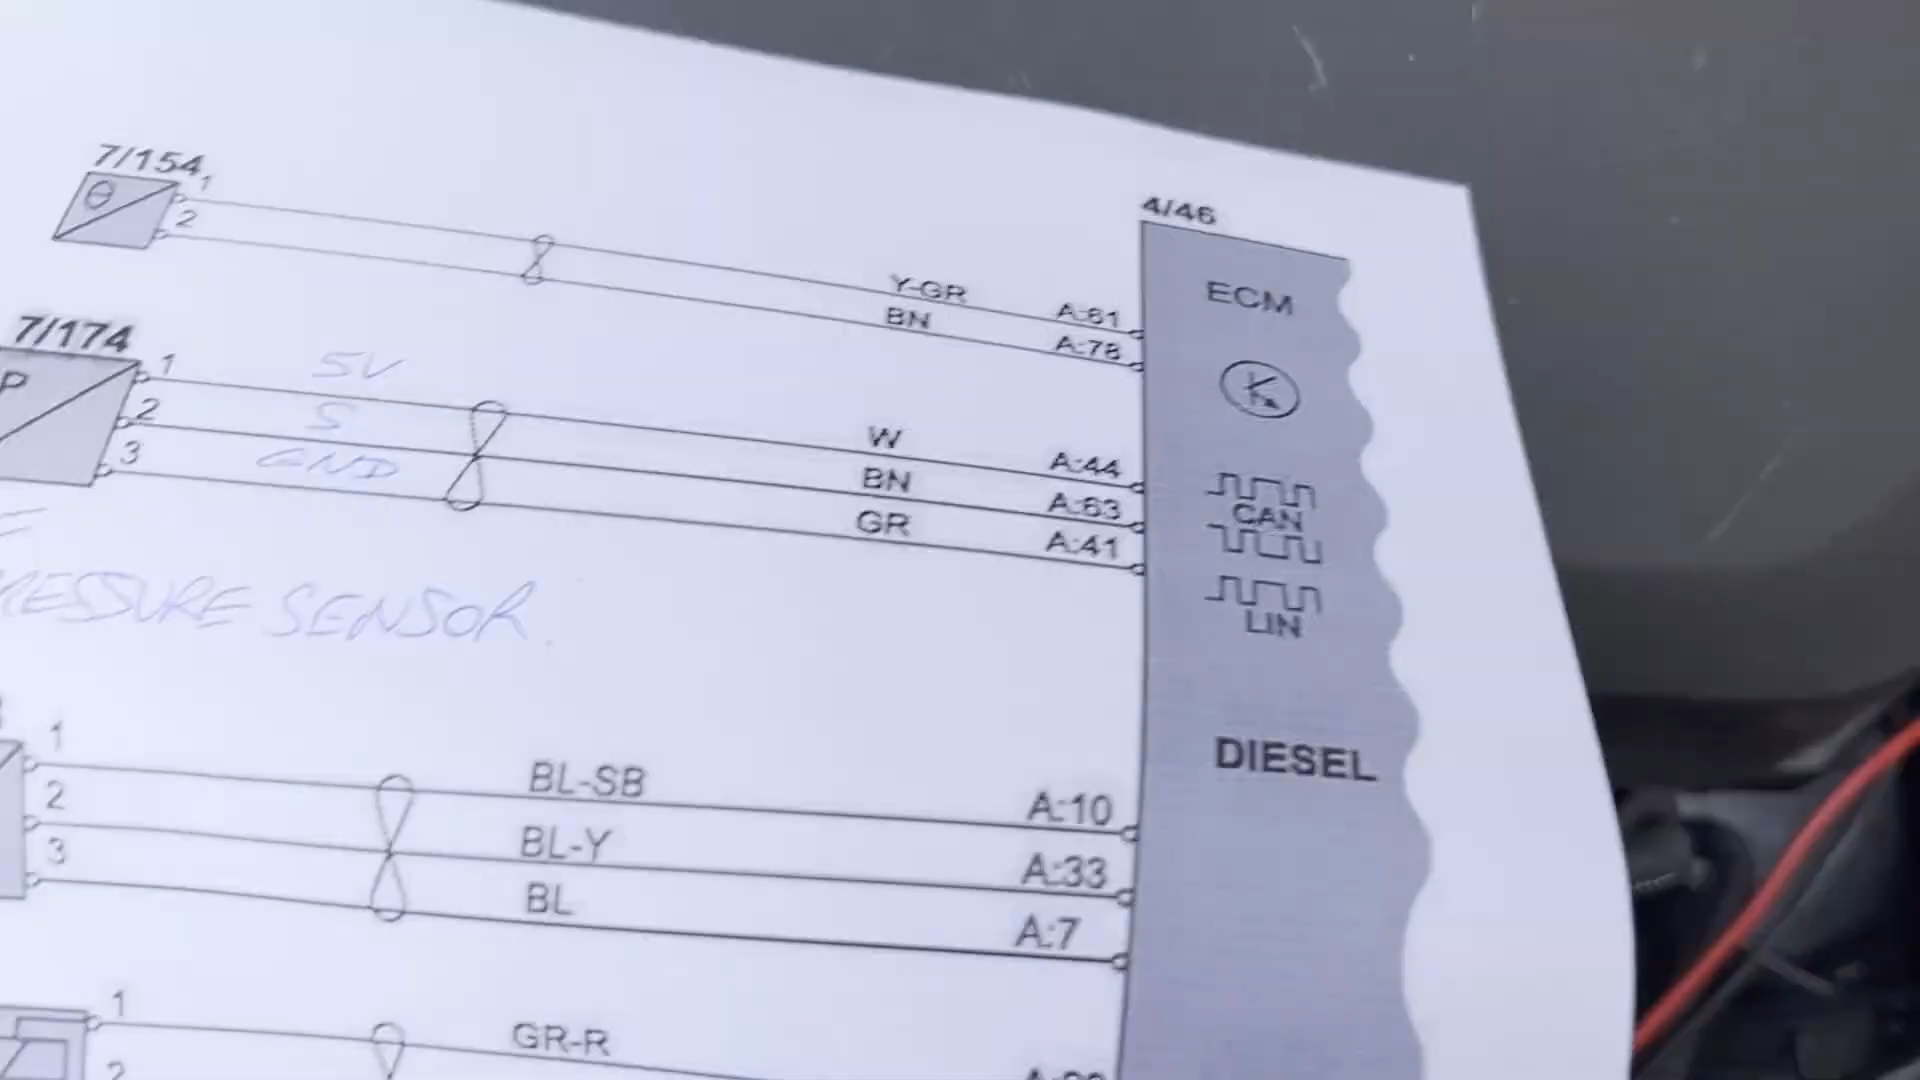 7/154
1
2
4/46
ECM
Y-GR
A:61
BN
A:78
7/174
P
1
5V
2
S
3
GND
W
A:44
BN
A:63
GR
A:41
CAN
LIN
PRESSURE SENSOR.
DIESEL
1
BL-SB
A:10
2
BL-Y
A:33
3
BL
A:7
1
GR-R
2